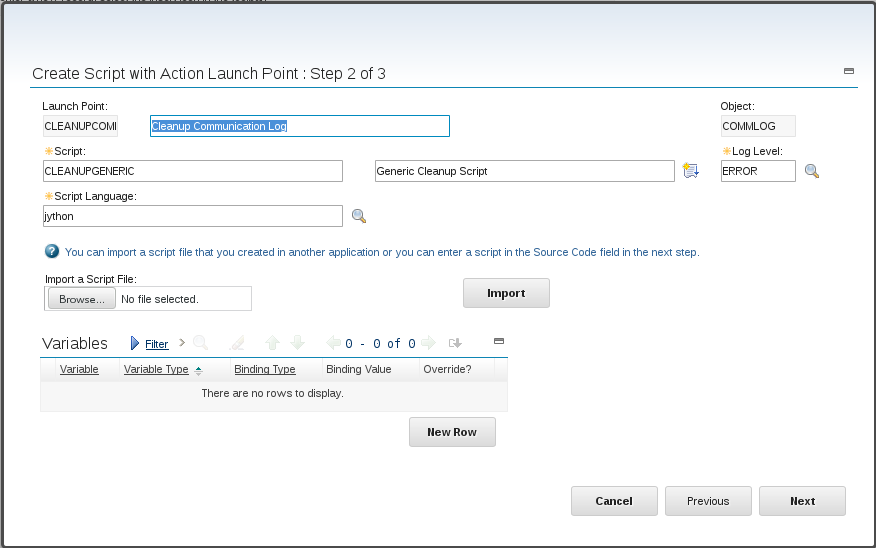 Create Script with Action Launch Point : Step 2 of 3
Launch Point: Object:
CLEANUPCOMI Cleanup Communication Log COMMLOG
Script: Log Level:
CLEANUPGENERIC Generic Cleanup Script ERROR
Script Language:
jython
You can import a script file that you created in another application or you can enter a script in the Source Code field in the next step.
Import a Script File:
Browse... No file selected. Import
Variables Filter 0 - 0 of 0
Variable Variable Type Binding Type Binding Value Override?
There are no rows to display.
New Row
Cancel Previous Next